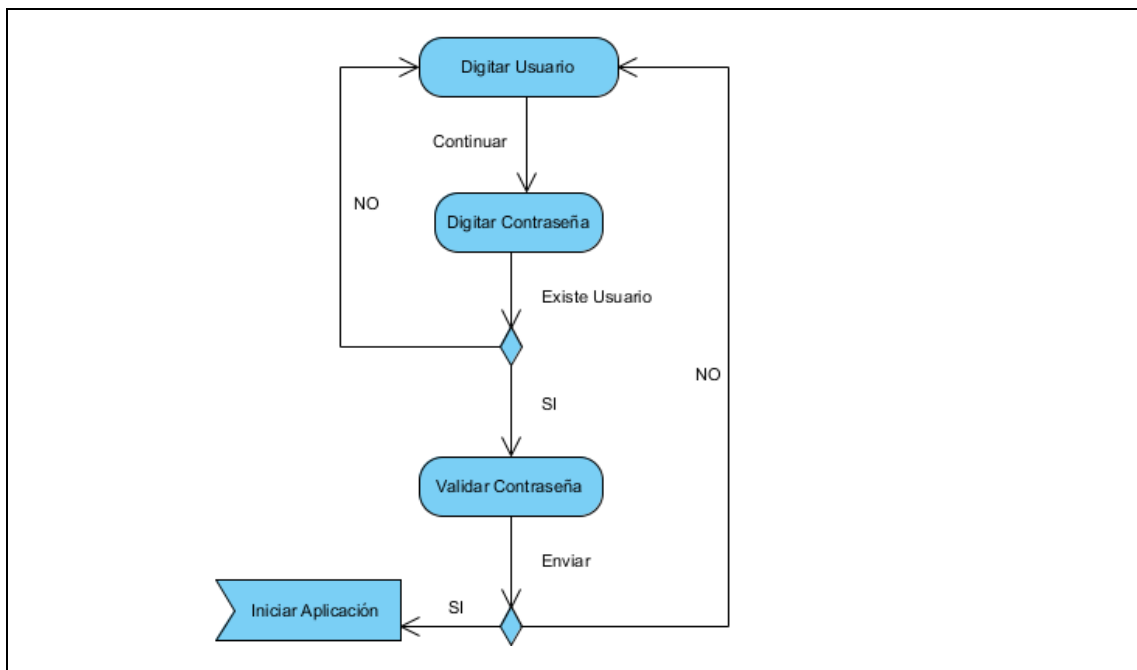 Digitar Usuario
Continuar
NO
Digitar Contraseña
Existe Usuario
NO
SI
Validar Contraseña
Enviar
SI
Iniciar Aplicación